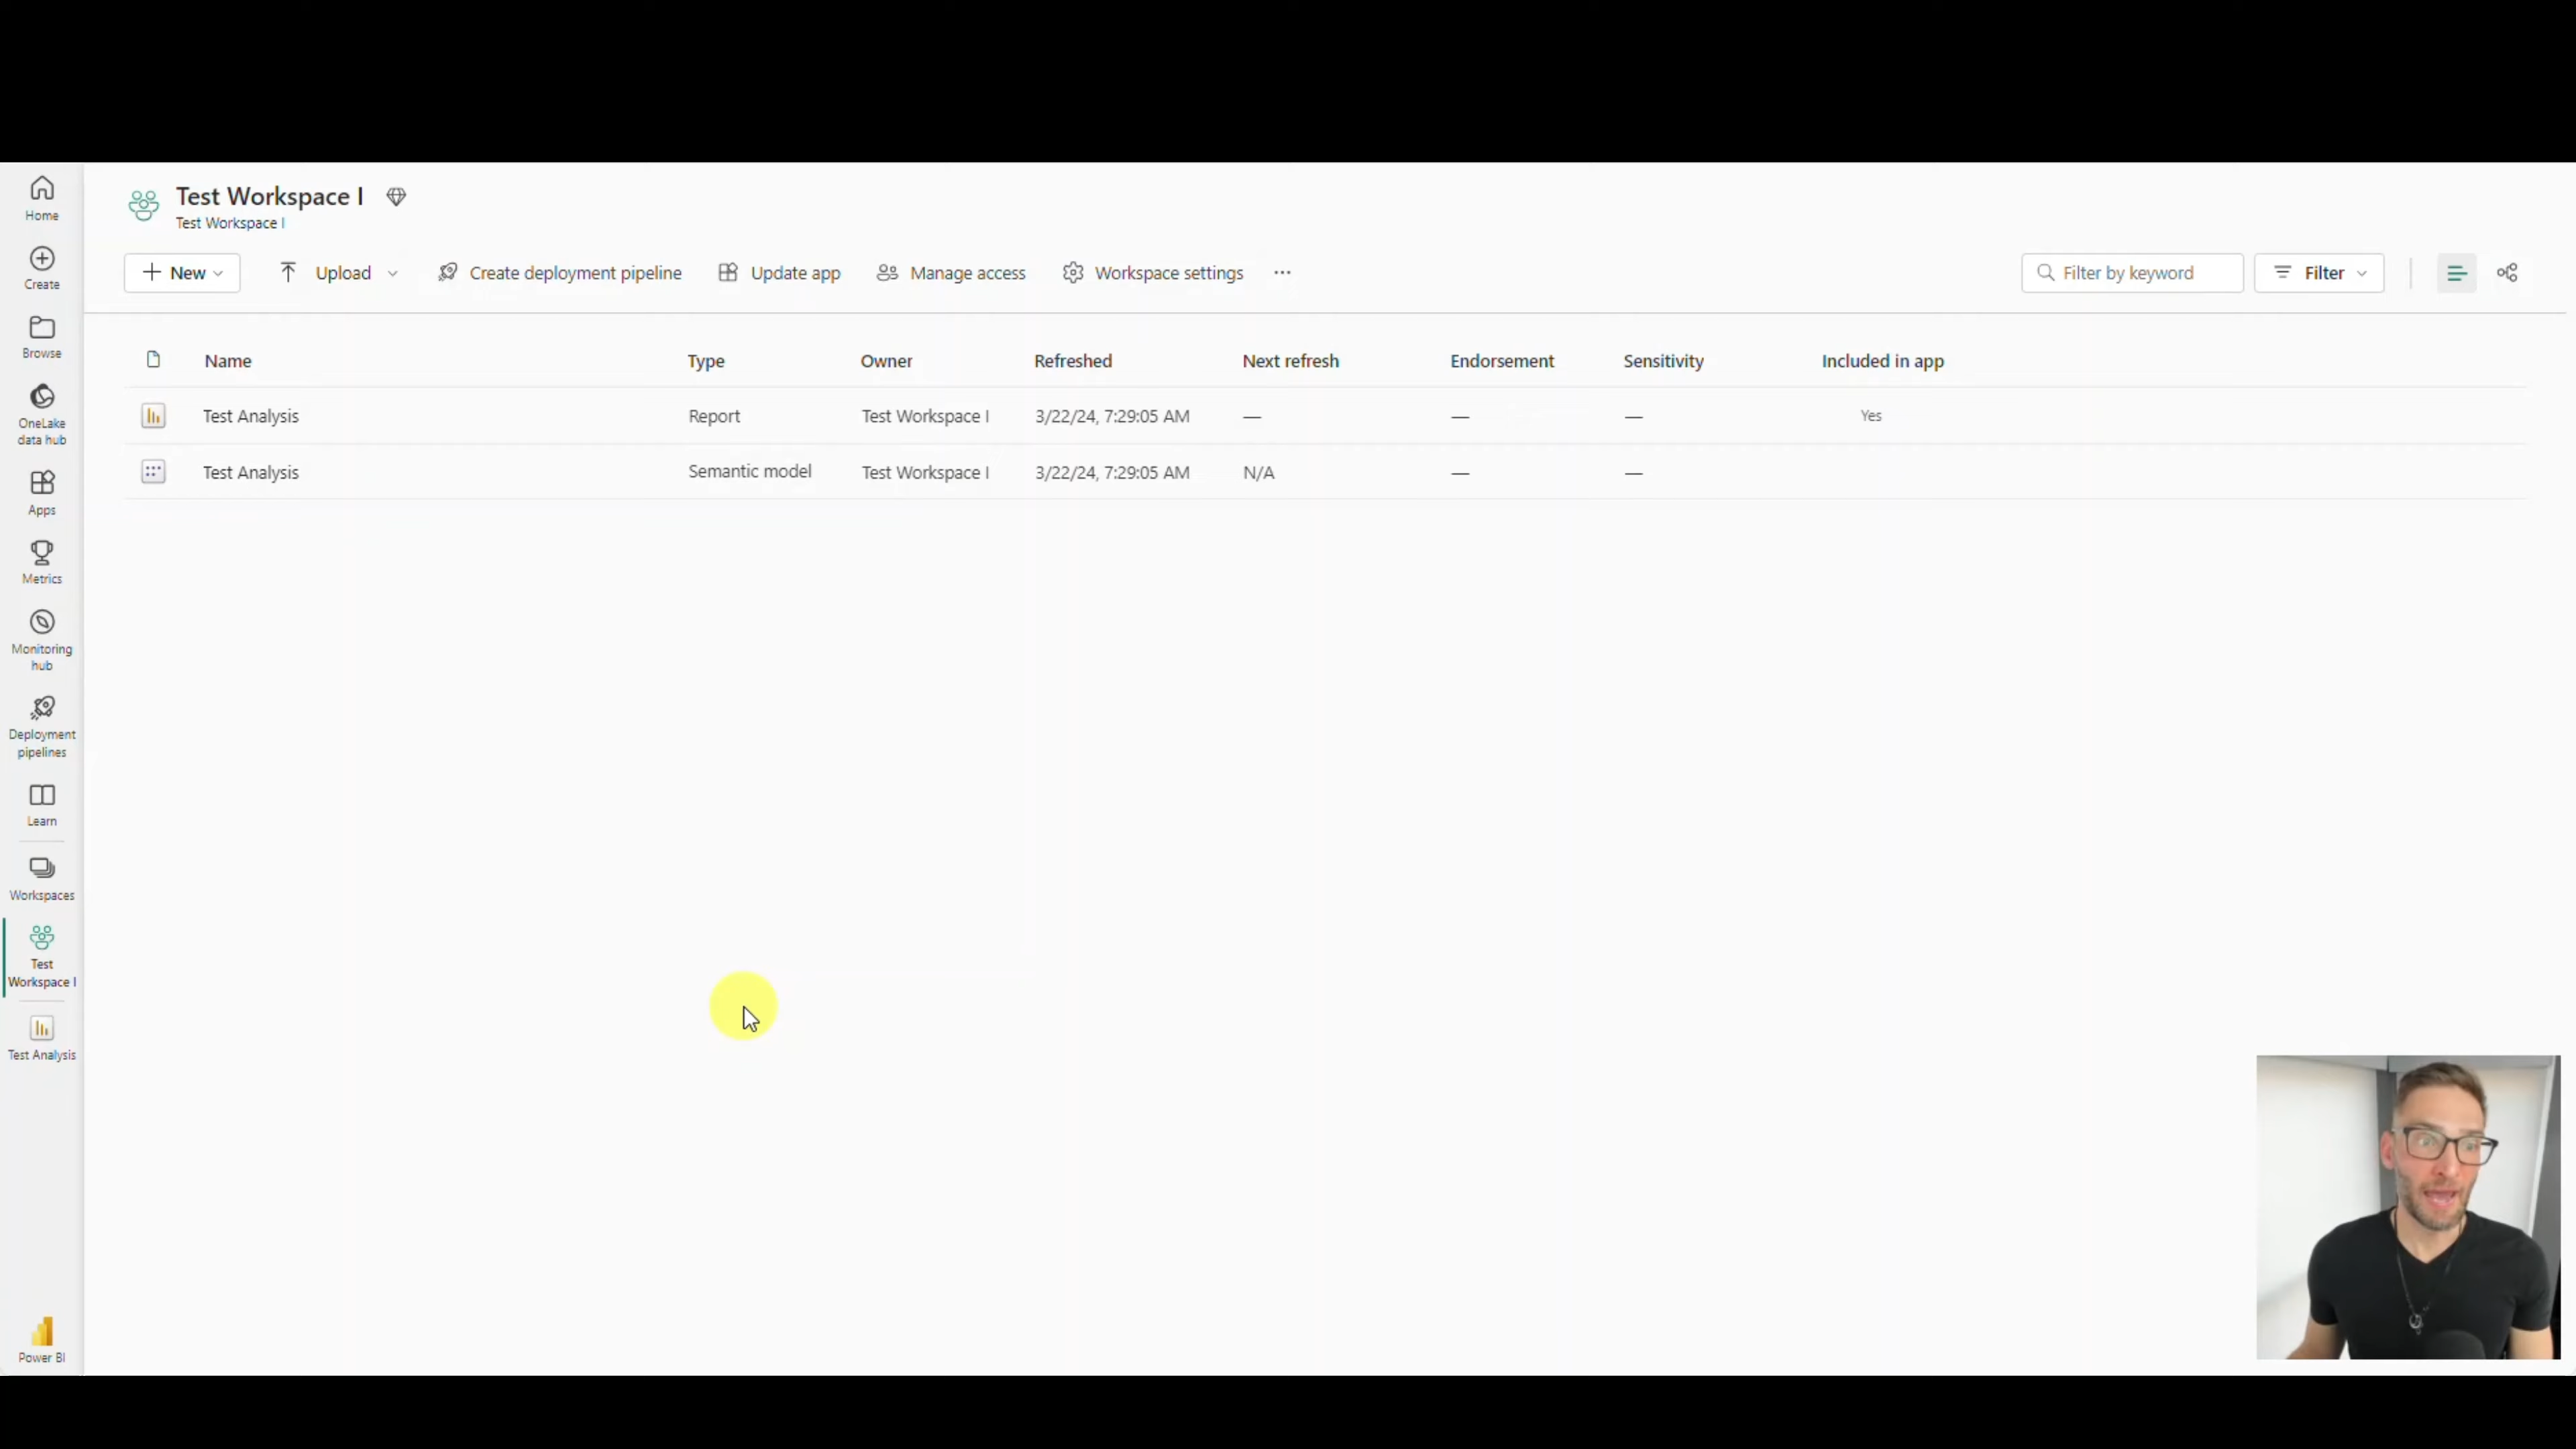 Home
Create
Browse
OneLake
data hub
Apps
Metrics
Monitoring
hub
Deployment
pipelines
Learn
Workspaces
Test
Workspace I
Test Analysis
Power BI
Test Workspace I
Test Workspace I
New Upload Create deployment pipeline Update app Manage access Workspace settings ... Filter by keyword Filter
Name Type Owner Refreshed Next refresh Endorsement Sensitivity Included in app
Test Analysis Report Test Workspace I 3/22/24, 7:29:05 AM — — — Yes
Test Analysis Semantic model Test Workspace I 3/22/24, 7:29:05 AM N/A — —